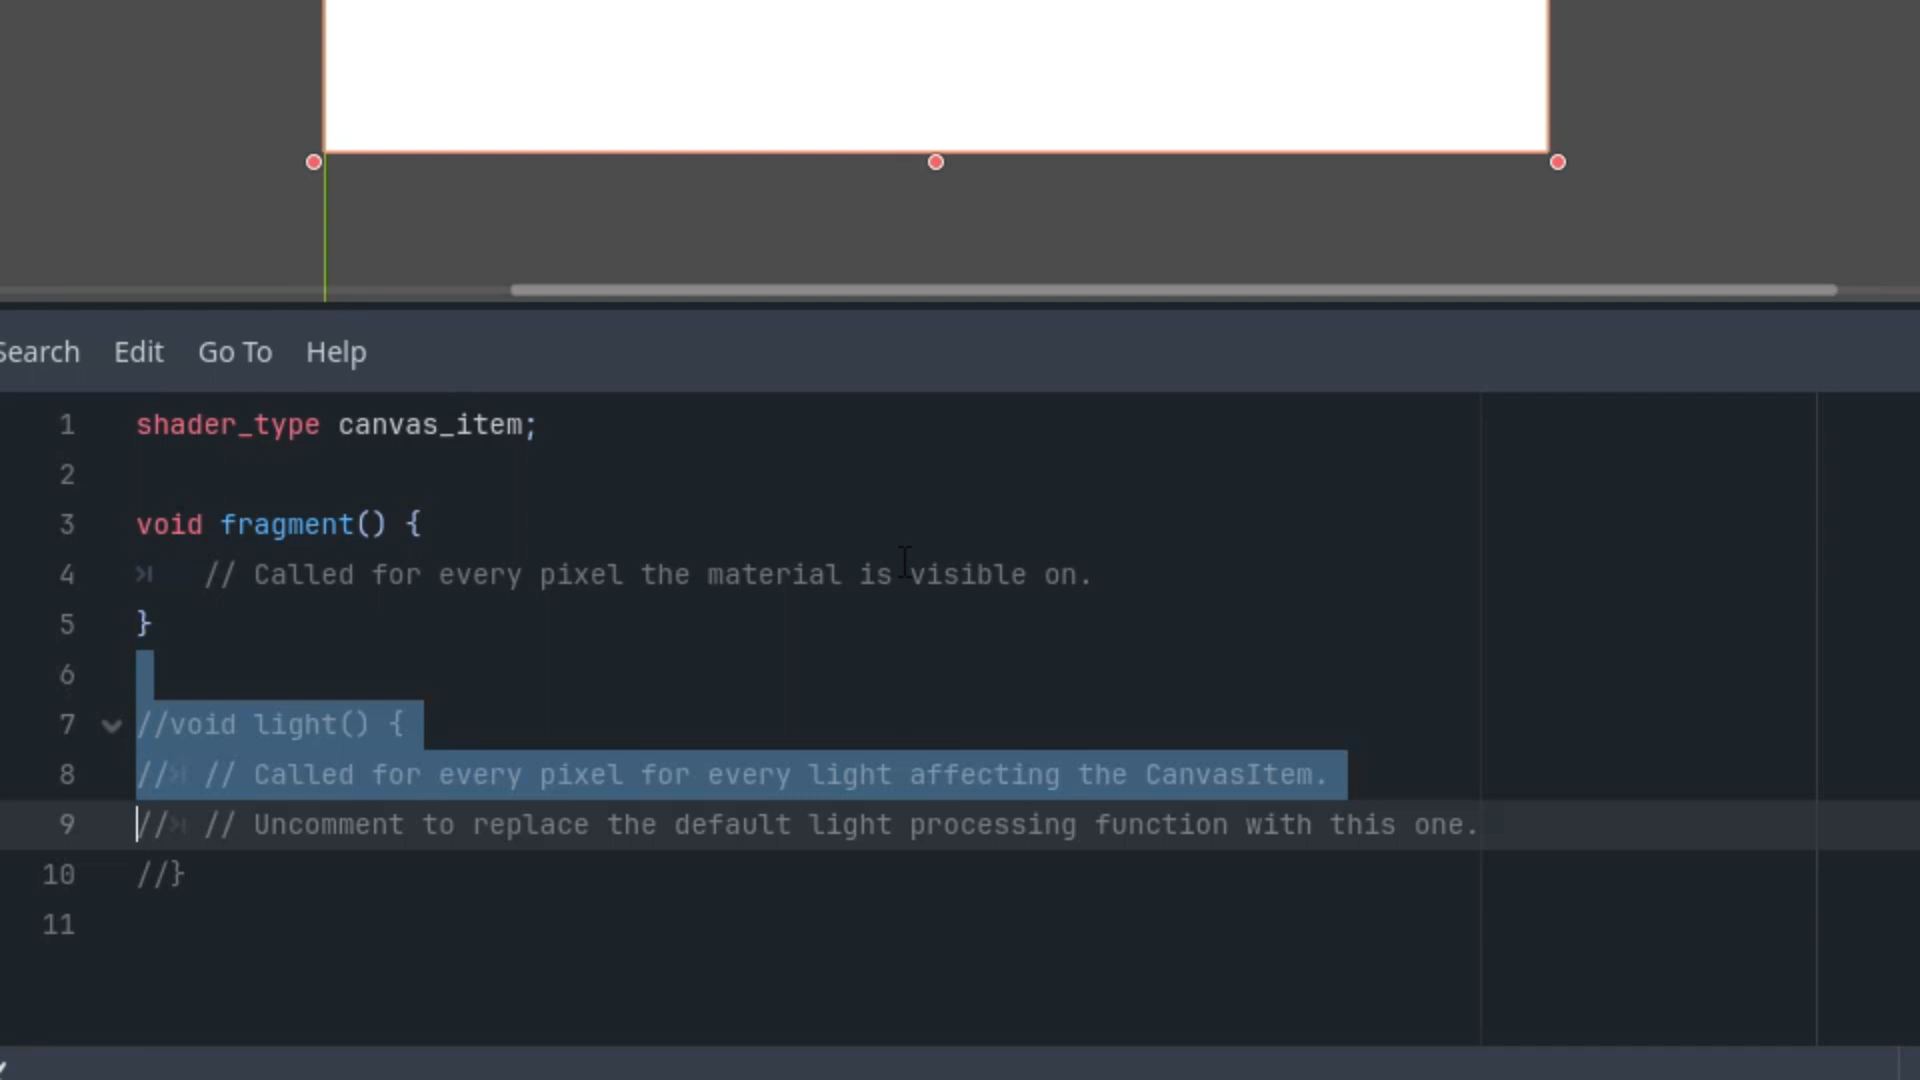 Search Edit Go To Help
1 shader_type canvas_item;
2
3 void fragment() {
4 // Called for every pixel the material is visible on.
5 }
6
7 //void light() {
8 // // Called for every pixel for every light affecting the CanvasItem.
9 // // Uncomment to replace the default light processing function with this one.
10 //}
11